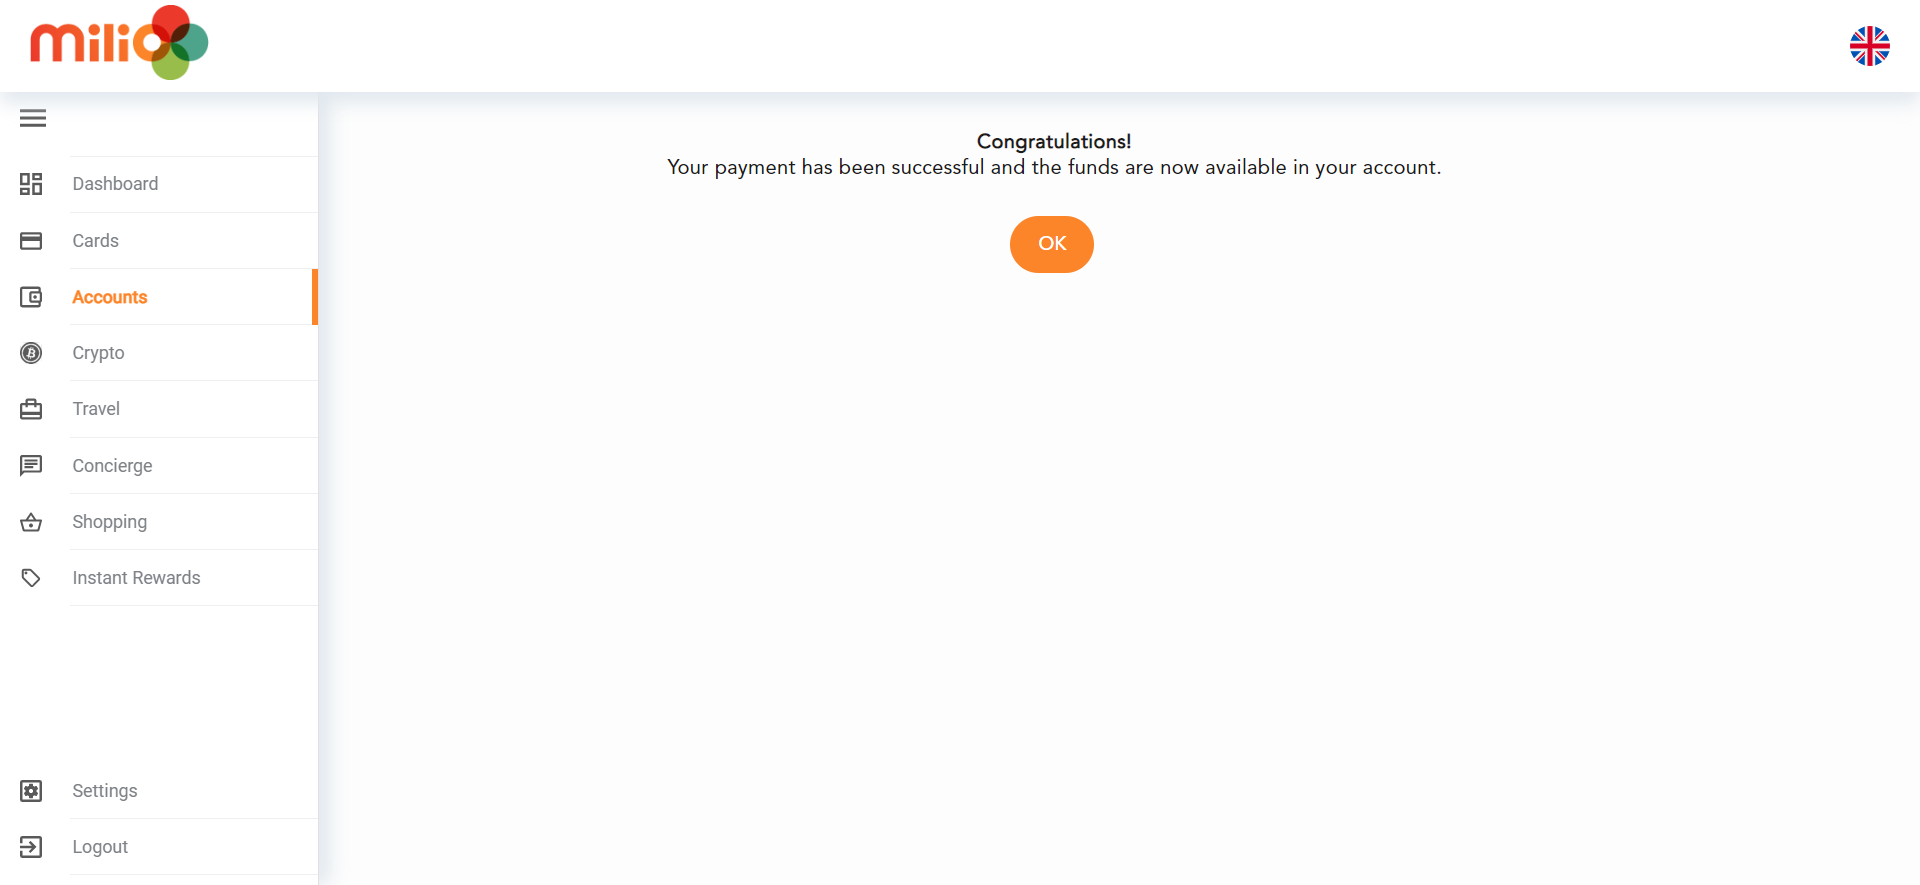 milio
Dashboard
Cards
Accounts
Crypto
Travel
Concierge
Shopping
Instant Rewards
Settings
Logout
Congratulations!
Your payment has been successful and the funds are now available in your account.
OK